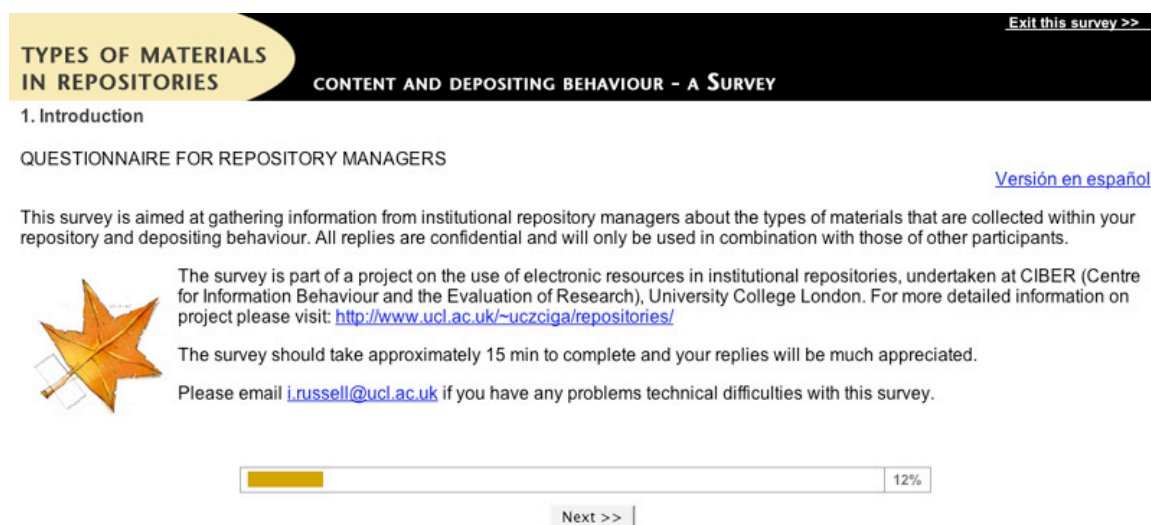 Exit this survey >>
TYPES OF MATERIALS
IN REPOSITORIES
CONTENT AND DEPOSITING BEHAVIOUR – A SURVEY
1. Introduction
QUESTIONNAIRE FOR REPOSITORY MANAGERS
Versión en español
This survey is aimed at gathering information from institutional repository managers about the types of materials that are collected within your
repository and depositing behaviour. All replies are confidential and will only be used in combination with those of other participants.
The survey is part of a project on the use of electronic resources in institutional repositories, undertaken at CIBER (Centre
for Information Behaviour and the Evaluation of Research), University College London. For more detailed information on
project please visit: http://www.ucl.ac.uk/~uczciga/repositories/
The survey should take approximately 15 min to complete and your replies will be much appreciated.
Please email i.russell@ucl.ac.uk if you have any problems technical difficulties with this survey.
12%
Next >>